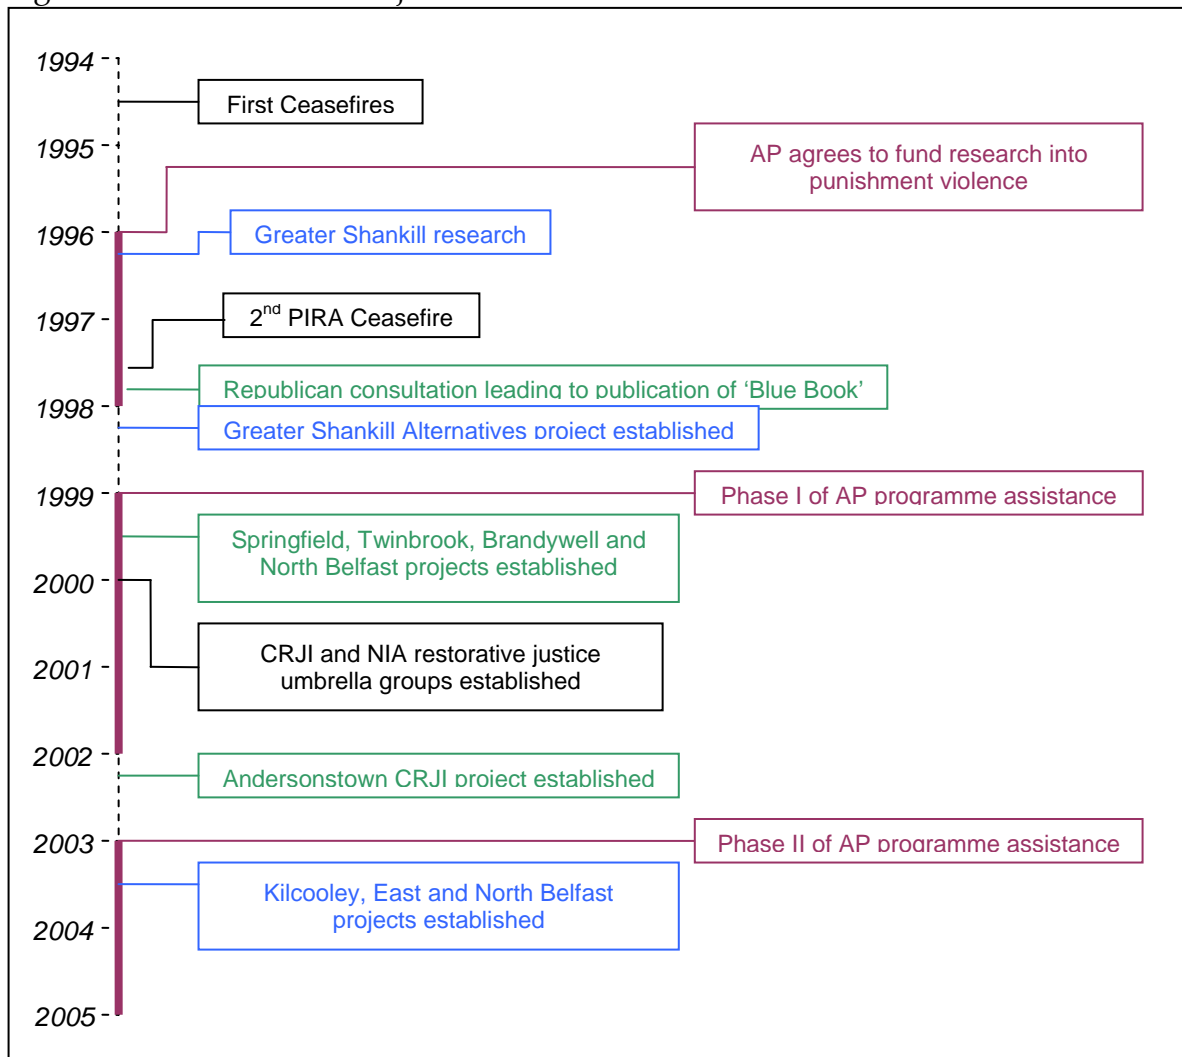 1994
First Ceasefires
1995
AP agrees to fund research into
punishment violence
1996
Greater Shankill research
1997
2nd PIRA Ceasefire
Republican consultation leading to publication of ‘Blue Book’
1998
Greater Shankill Alternatives project established
1999
Phase I of AP programme assistance
Springfield, Twinbrook, Brandywell and
North Belfast projects established
2000
CRJI and NIA restorative justice
umbrella groups established
2001
2002
Andersonstown CRJI project established
2003
Phase II of AP programme assistance
Kilcooley, East and North Belfast
projects established
2004
2005